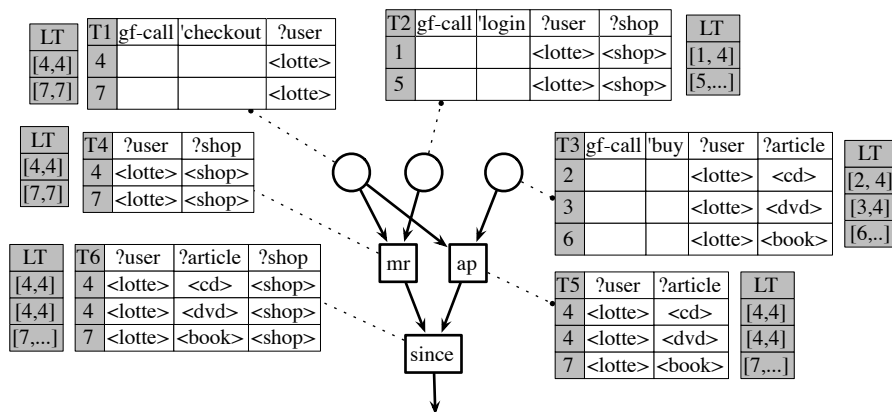 LT
[4,4]
[7,7]
T1 gf-call 'checkout ?user
4 <lotte>
7 <lotte>
T2 gf-call 'login ?user ?shop
1 <lotte> <shop>
5 <lotte> <shop>
LT
[1, 4]
[5,...]
LT
[4,4]
[7,7]
T4 ?user ?shop
4 <lotte> <shop>
7 <lotte> <shop>
T3 gf-call 'buy ?user ?article
2 <lotte> <cd>
3 <lotte> <dvd>
6 <lotte> <book>
LT
[2, 4]
[3,4]
[6,..]
mr
ap
LT
[4,4]
[4,4]
[7,...]
T6 ?user ?article ?shop
4 <lotte> <cd> <shop>
4 <lotte> <dvd> <shop>
7 <lotte> <book> <shop>
T5 ?user ?article
4 <lotte> <cd>
4 <lotte> <dvd>
7 <lotte> <book>
LT
[4,4]
[4,4]
[7,...]
since